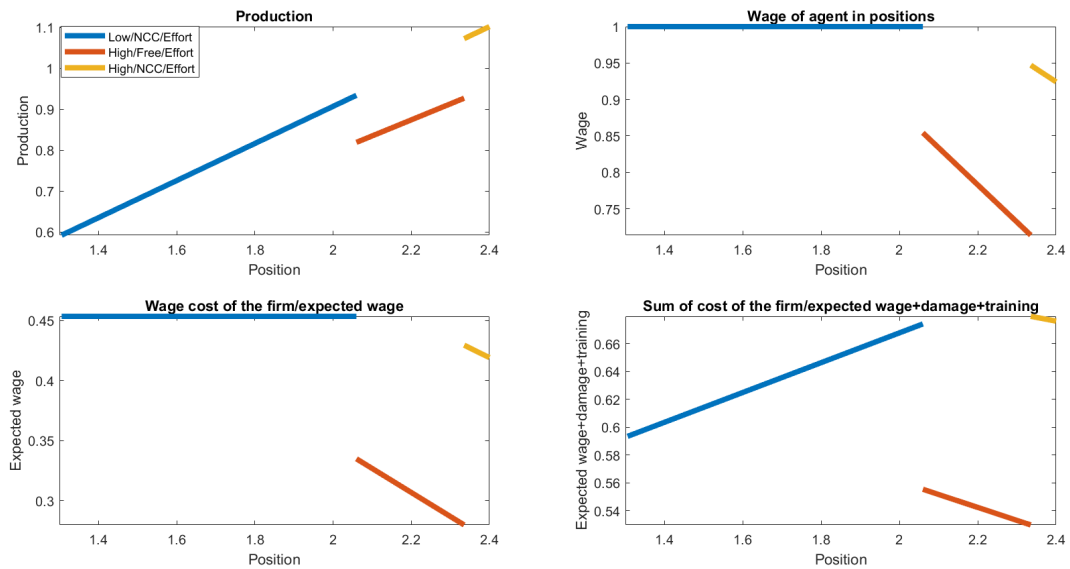 Production
1.1
1
0.9
0.8
0.7
0.6
Production
Low/NCC/Effort
High/Free/Effort
High/NCC/Effort
1.4 1.6 1.8 2 2.2 2.4
Position
Wage of agent in positions
1
0.95
0.9
0.85
0.8
0.75
Wage
1.4 1.6 1.8 2 2.2 2.4
Position
Wage cost of the firm/expected wage
0.45
0.4
0.35
0.3
Expected wage
1.4 1.6 1.8 2 2.2 2.4
Position
Sum of cost of the firm/expected wage+damage+training
0.66
0.64
0.62
0.6
0.58
0.56
0.54
Expected wage+damage+training
1.4 1.6 1.8 2 2.2 2.4
Position